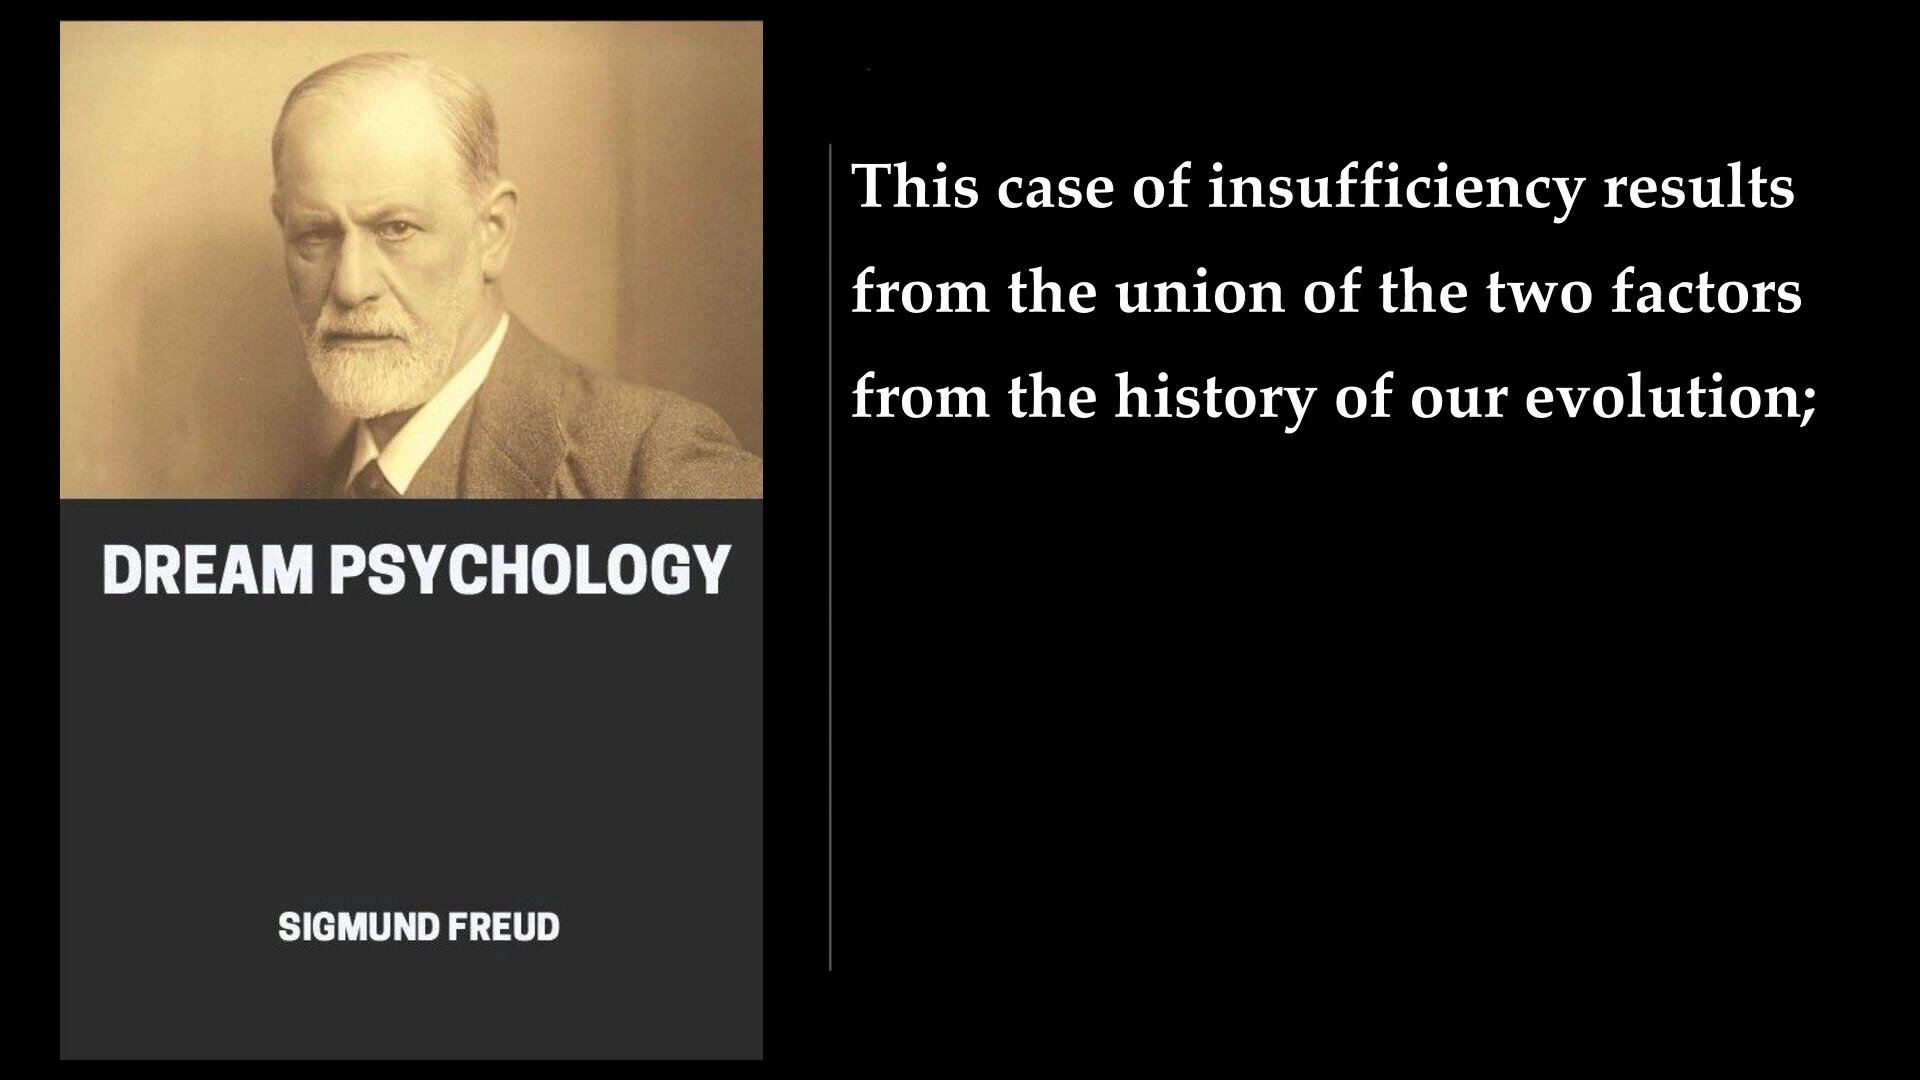 DREAM PSYCHOLOGY
SIGMUND FREUD
This case of insufficiency results
from the union of the two factors
from the history of our evolution;